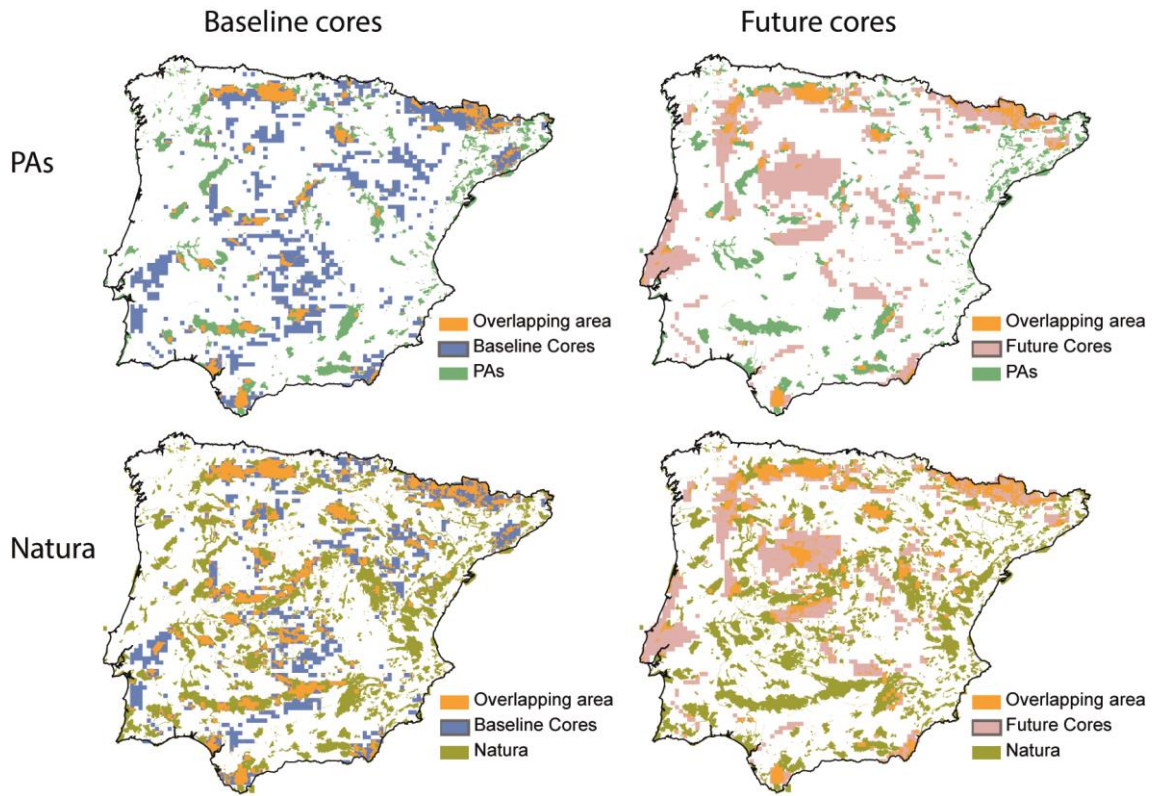 Baseline cores
Future cores
PAs
Overlapping area
Baseline Cores
PAs
Overlapping area
Future Cores
PAs
Natura
Overlapping area
Baseline Cores
Natura
Overlapping area
Future Cores
Natura